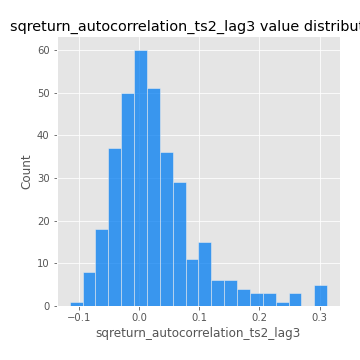 sqreturn_autocorrelation_ts2_lag3 value distribut
60
50
40
30
20
10
0
Count
−0.1 0.0 0.1 0.2 0.3
sqreturn_autocorrelation_ts2_lag3